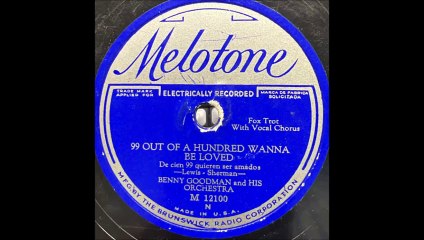 Melotone
TRADE MARK
APPLIED FOR
ELECTRICALLY RECORDED
MARCA DE FABRICA
SOLICITADA
Fox Trot
With Vocal Chorus
99 OUT OF A HUNDRED WANNA
BE LOVED
De cien 99 quieren ser amados
—Lewis - Sherman—
BENNY GOODMAN and HIS
ORCHESTRA
M 12100
N
MADE IN U.S.A.
MFG. BY THE BRUNSWICK RADIO CORPORATION